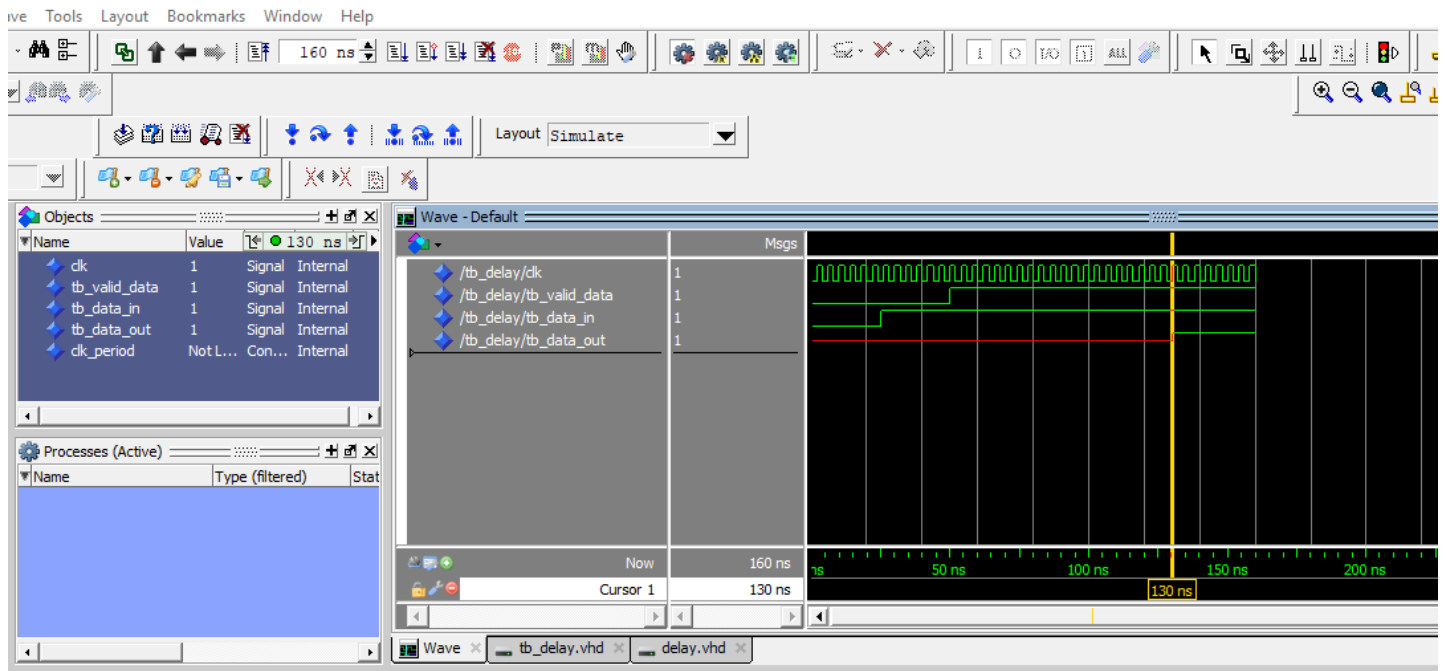 Tools Layout Bookmarks Window Help
160 ns
I O I/O ALL
Layout Simulate
Objects
Name Value 130 ns
clk 1 Signal Internal
tb_valid_data 1 Signal Internal
tb_data_in 1 Signal Internal
tb_data_out 1 Signal Internal
clk_period Not L... Con... Internal
Processes (Active)
Name Type (filtered) Stat
Wave - Default
Msgs
/tb_delay/clk 1
/tb_delay/tb_valid_data 1
/tb_delay/tb_data_in 1
/tb_delay/tb_data_out 1
Now 160 ns
Cursor 1 130 ns
ns 50 ns 100 ns 150 ns 200 ns
130 ns
Wave tb_delay.vhd delay.vhd